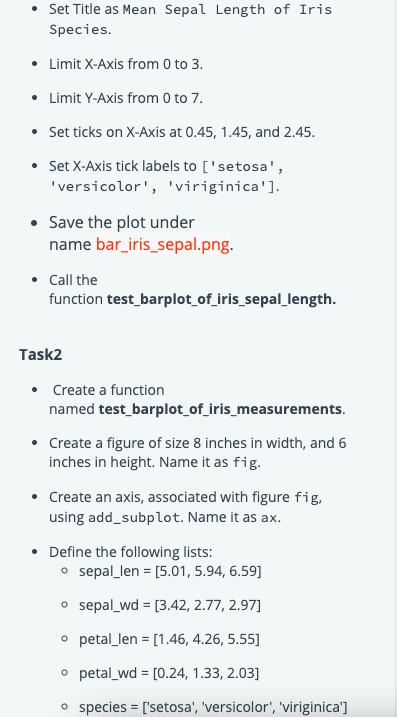 • Set Title as Mean Sepal Length of Iris
Species.
• Limit X-Axis from 0 to 3.
• Limit Y-Axis from 0 to 7.
• Set ticks on X-Axis at 0.45, 1.45, and 2.45.
• Set X-Axis tick labels to ['setosa',
'versicolor', 'viriginica'].
• Save the plot under
name bar_iris_sepal.png.
• Call the
function test_barplot_of_iris_sepal_length.
Task2
• Create a function
named test_barplot_of_iris_measurements.
• Create a figure of size 8 inches in width, and 6
inches in height. Name it as fig.
• Create an axis, associated with figure fig,
using add_subplot. Name it as ax.
• Define the following lists:
◦ sepal_len = [5.01, 5.94, 6.59]
◦ sepal_wd = [3.42, 2.77, 2.97]
◦ petal_len = [1.46, 4.26, 5.55]
◦ petal_wd = [0.24, 1.33, 2.03]
◦ species = ['setosa', 'versicolor', 'viriginica']